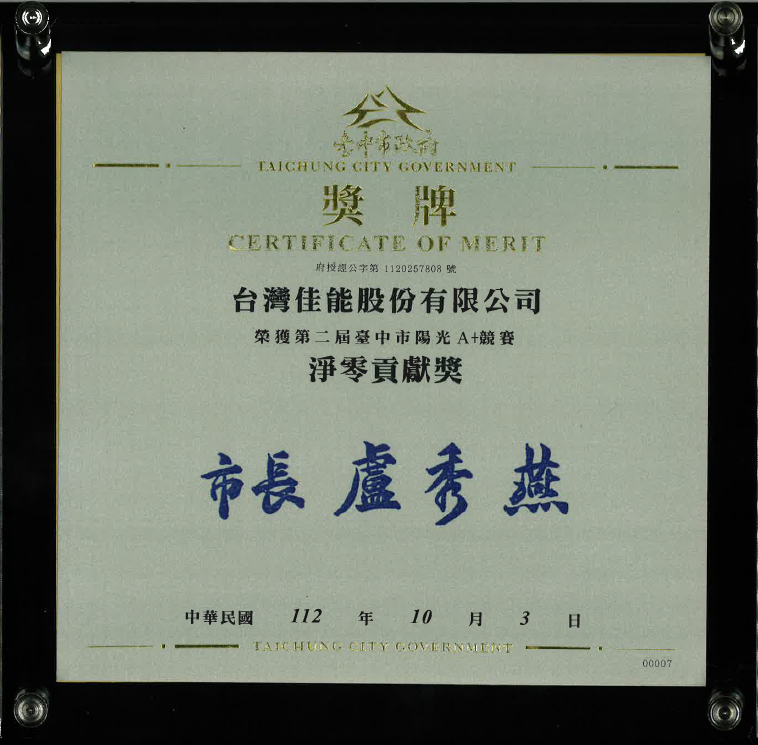 臺中市政府
TAICHUNG CITY GOVERNMENT
獎牌
CERTIFICATE OF MERIT
府授經公字第 1120257808 號
台灣佳能股份有限公司
榮獲第二屆臺中市陽光A+競賽
淨零貢獻獎
市長 盧秀燕
中華民國 112 年 10 月 3 日
TAICHUNG CITY GOVERNMENT
00007